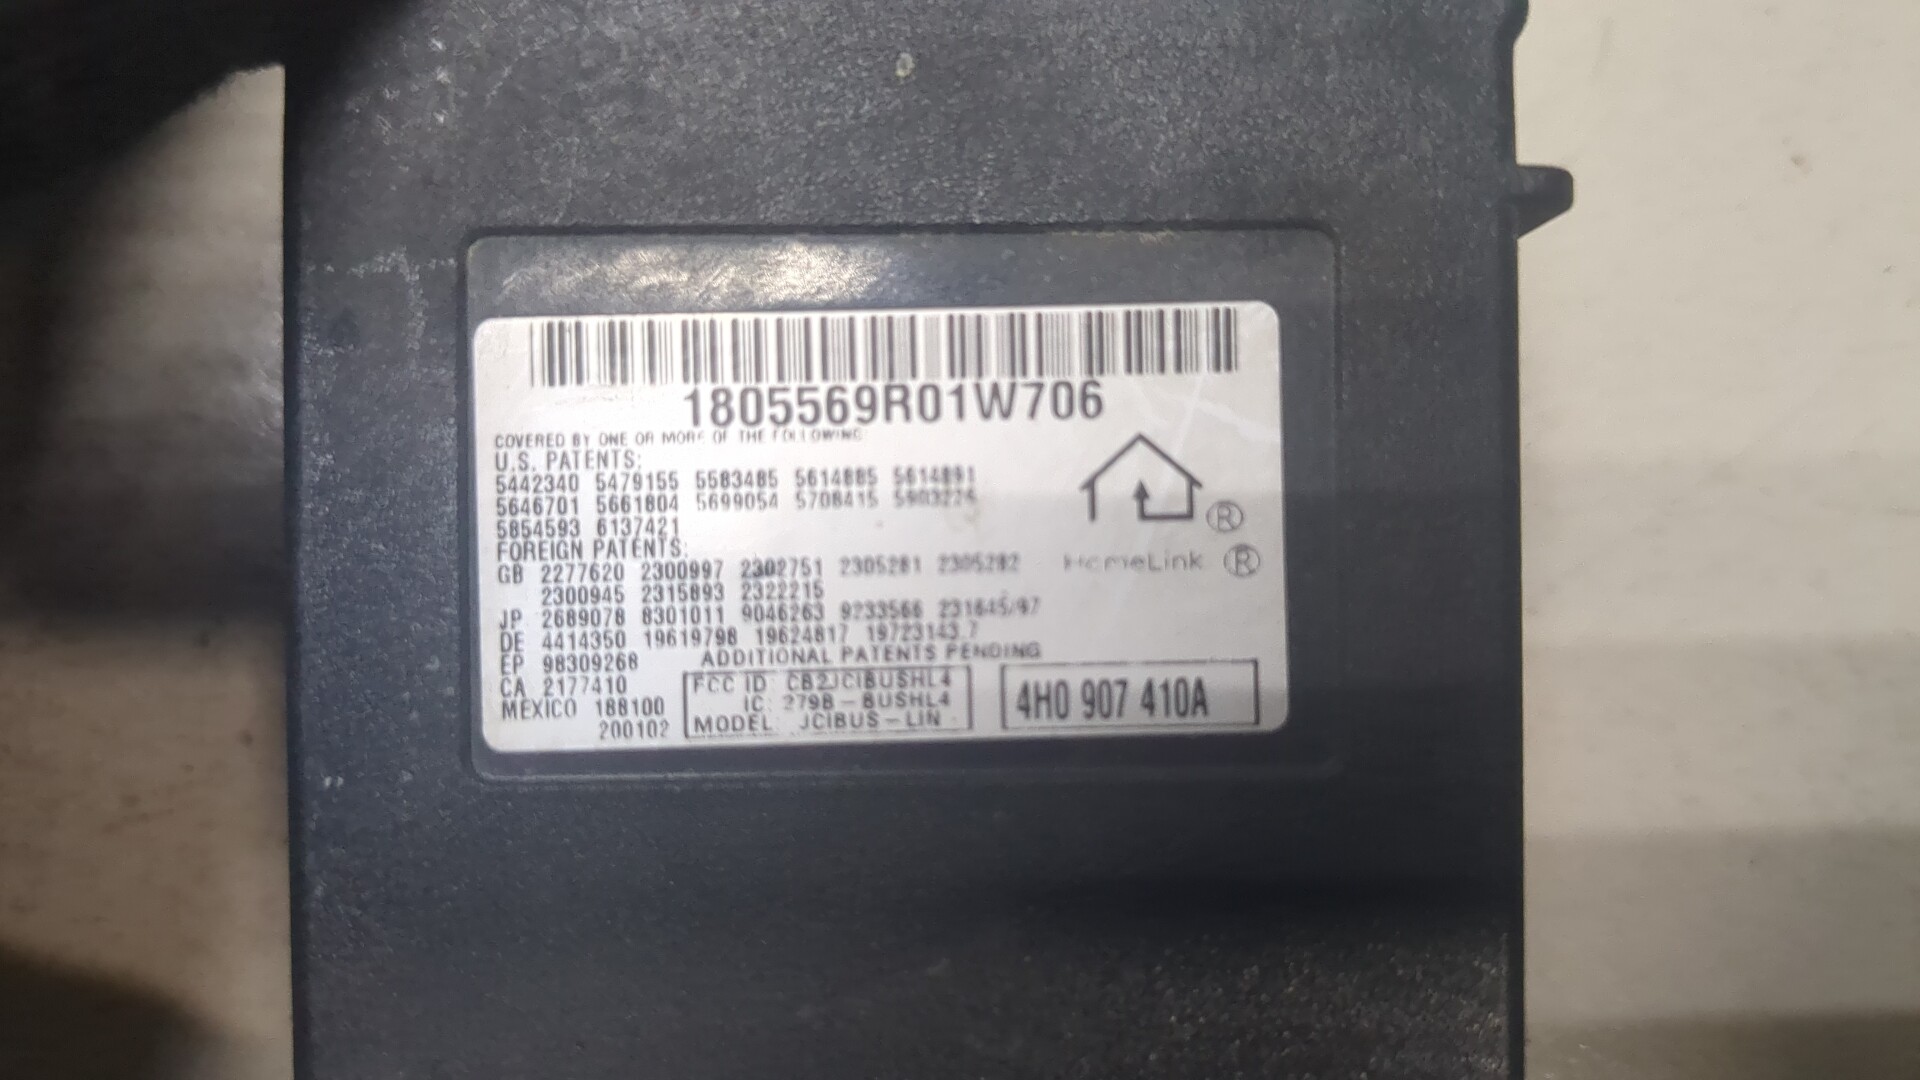 1805569R01W706
COVERED BY ONE OR MORE OF THE FOLLOWING:
U.S. PATENTS:
5442340 5479155 5583485 5614885 5614891
5646701 5661804 5699054 5708415
5854593 6137421
FOREIGN PATENTS:
GB 2277620 2300997 2302751 2305281 2305282
2300945 2315893 2322215
JP 2689078 8301011 9046263 9233566 231645/97
DE 4414350 19619798 19624817 19723143.7
EP 98309268
ADDITIONAL PATENTS PENDING
CA 2177410
MEXICO 188100
200102
FCC ID CB2JCIBUSHL4
IC: 279B-BUSHL4
MODEL: JCIBUS-LIN
®
HomeLink ®
4H0 907 410A